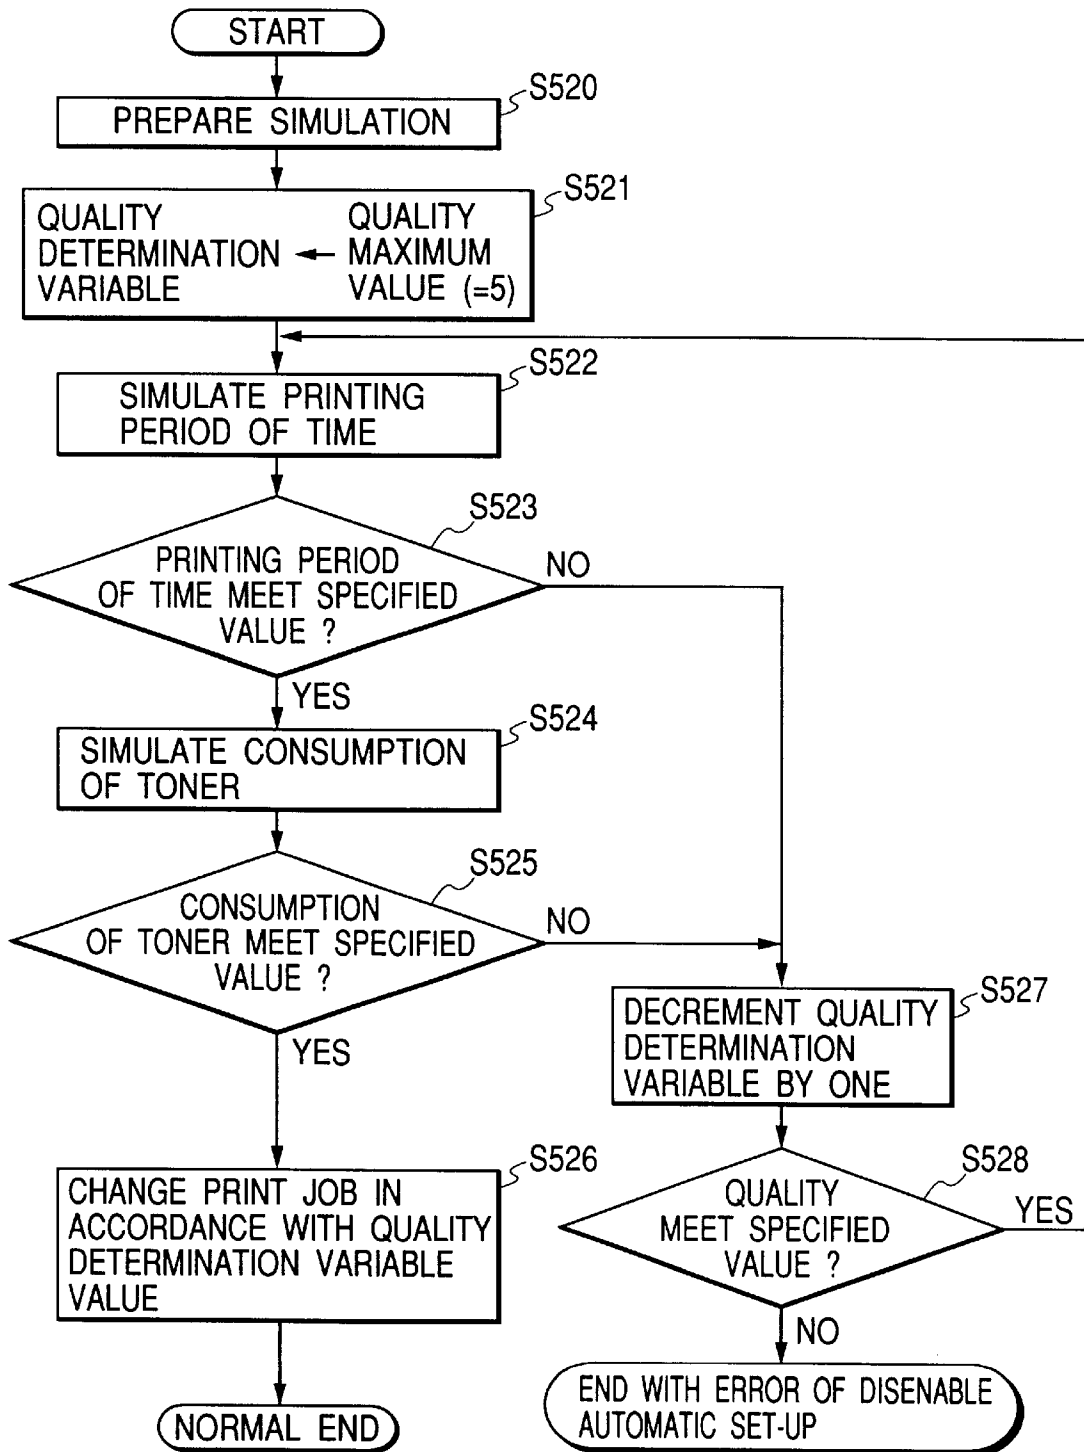 START
S520
PREPARE SIMULATION
S521
QUALITY
DETERMINATION
VARIABLE
QUALITY
MAXIMUM
VALUE (=5)
S522
SIMULATE PRINTING
PERIOD OF TIME
S523
PRINTING PERIOD
OF TIME MEET SPECIFIED
VALUE ?
NO
YES
S524
SIMULATE CONSUMPTION
OF TONER
S525
CONSUMPTION
OF TONER MEET SPECIFIED
VALUE ?
NO
YES
S527
DECREMENT QUALITY
DETERMINATION
VARIABLE BY ONE
S526
CHANGE PRINT JOB IN
ACCORDANCE WITH QUALITY
DETERMINATION VARIABLE
VALUE
S528
QUALITY
MEET SPECIFIED
VALUE ?
YES
NO
NORMAL END
END WITH ERROR OF DISENABLE
AUTOMATIC SET-UP